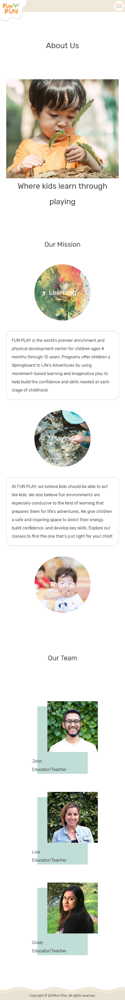 FUN
PLAY
About Us
Where kids learn through
playing
Our Mission
Learning
FUN PLAY is the world's premier enrichment and
physical development center for children ages 4
months through 12 years. Programs offer children a
Springboard to Life's Adventures by using
movement-based learning and imaginative play to
help build the confidence and skills needed at each
stage of childhood.
Playing
At FUN PLAY, we believe kids should be able to act
like kids. We also believe fun environments are
especially conducive to the kind of learning that
prepares them for life's adventures. We give children
a safe and inspiring space to direct their energy,
build confidence, and develop key skills. Explore our
classes to find the one that's just right for your child!
Thriving
Our Team
John
Educator/Teacher
Lisa
Educator/Teacher
Cindy
Educator/Teacher
Copyright © 2019Fun Play. All rights reserved.